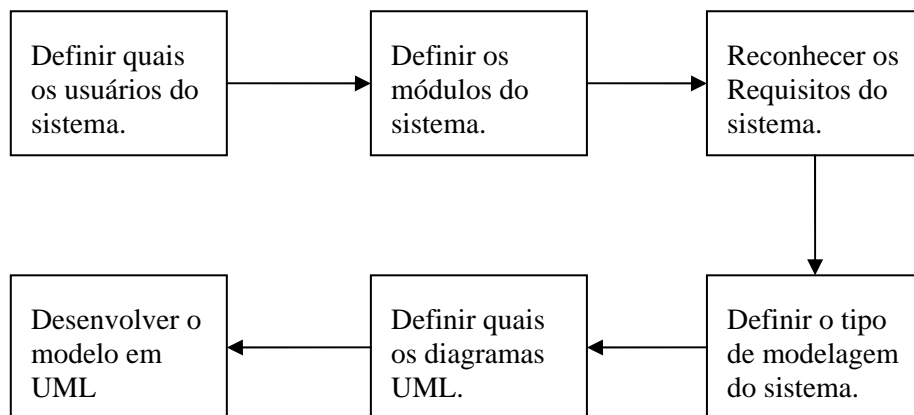 Definir quais
os usuários do
sistema.
Definir os
módulos do
sistema.
Reconhecer os
Requisitos do
sistema.
Definir o tipo
de modelagem
do sistema.
Definir quais
os diagramas
UML.
Desenvolver o
modelo em
UML